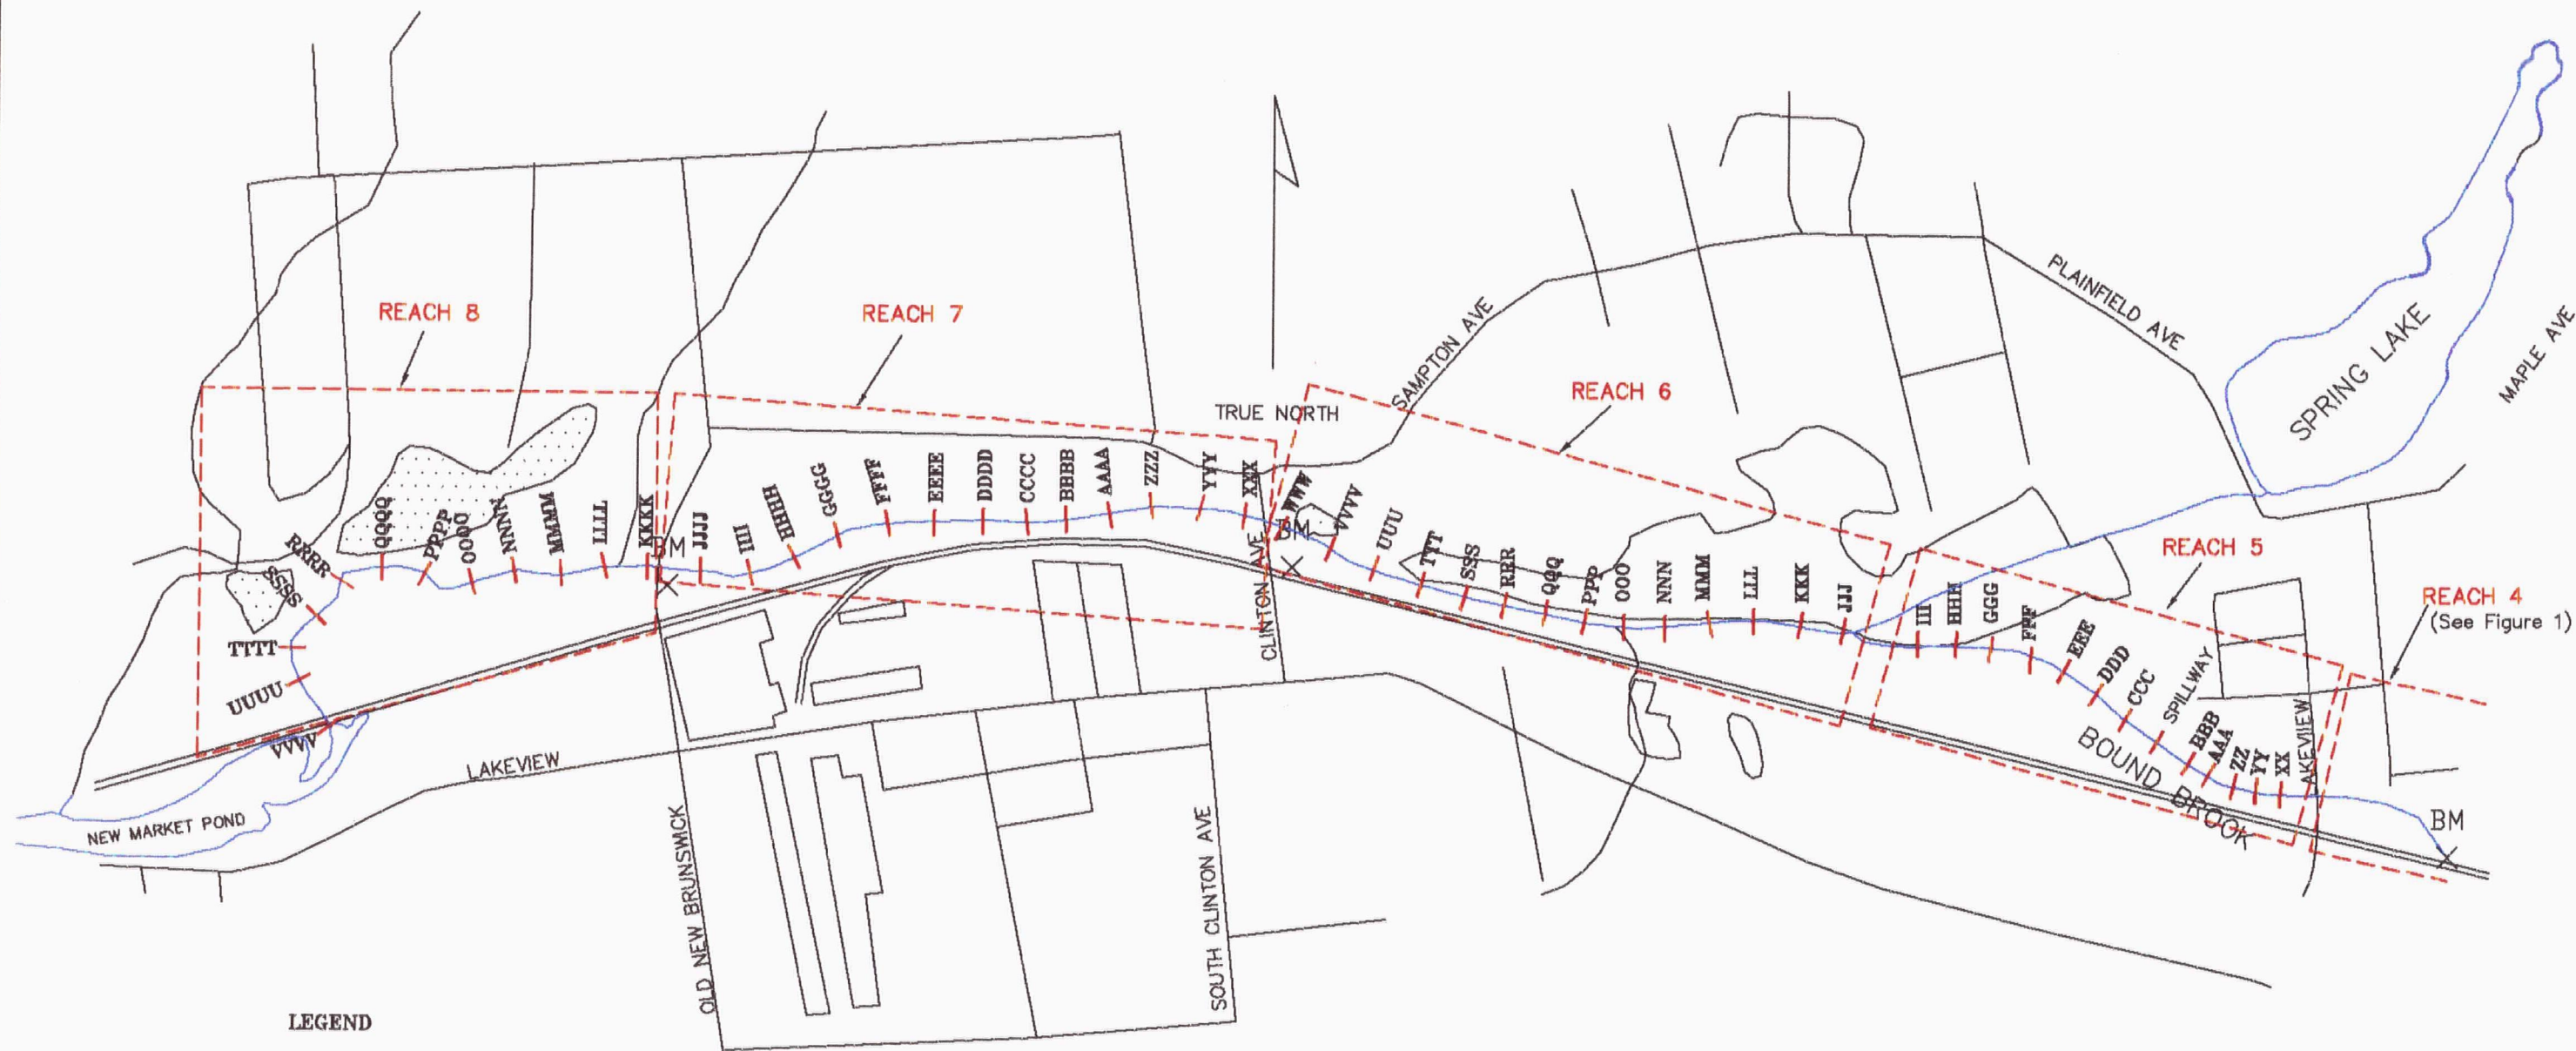 REACH 8
REACH 7
TRUE NORTH
SAMPTON AVE
REACH 6
PLAINFIELD AVE
SPRING LAKE
MAPLE AVE
REACH 5
REACH 4
(See Figure 1)
VVVV
UUUU
TTTT
SSSS
RRRR
QQQQ
PPPP
OOOO
NNNN
MMMM
LLLL
KKKK
BM
JJJJ
IIII
HHHH
GGGG
FFFF
EEEE
DDDD
CCCC
BBBB
AAAA
ZZZ
YYY
XXX
WWW
BM
VVV
UUU
TTT
SSS
RRR
QQQ
PPP
OOO
NNN
MMM
LLL
KKK
JJJ
III
HHH
GGG
FFF
EEE
DDD
CCC
SPILLWAY
BBB
AAA
ZZ
YY
XX
LAKEVIIEW
BM
BOUND BROOK
CLINTON AVE
LAKEVIEW
NEW MARKET POND
OLD NEW BRUNSWICK
SOUTH CLINTON AVE
LEGEND